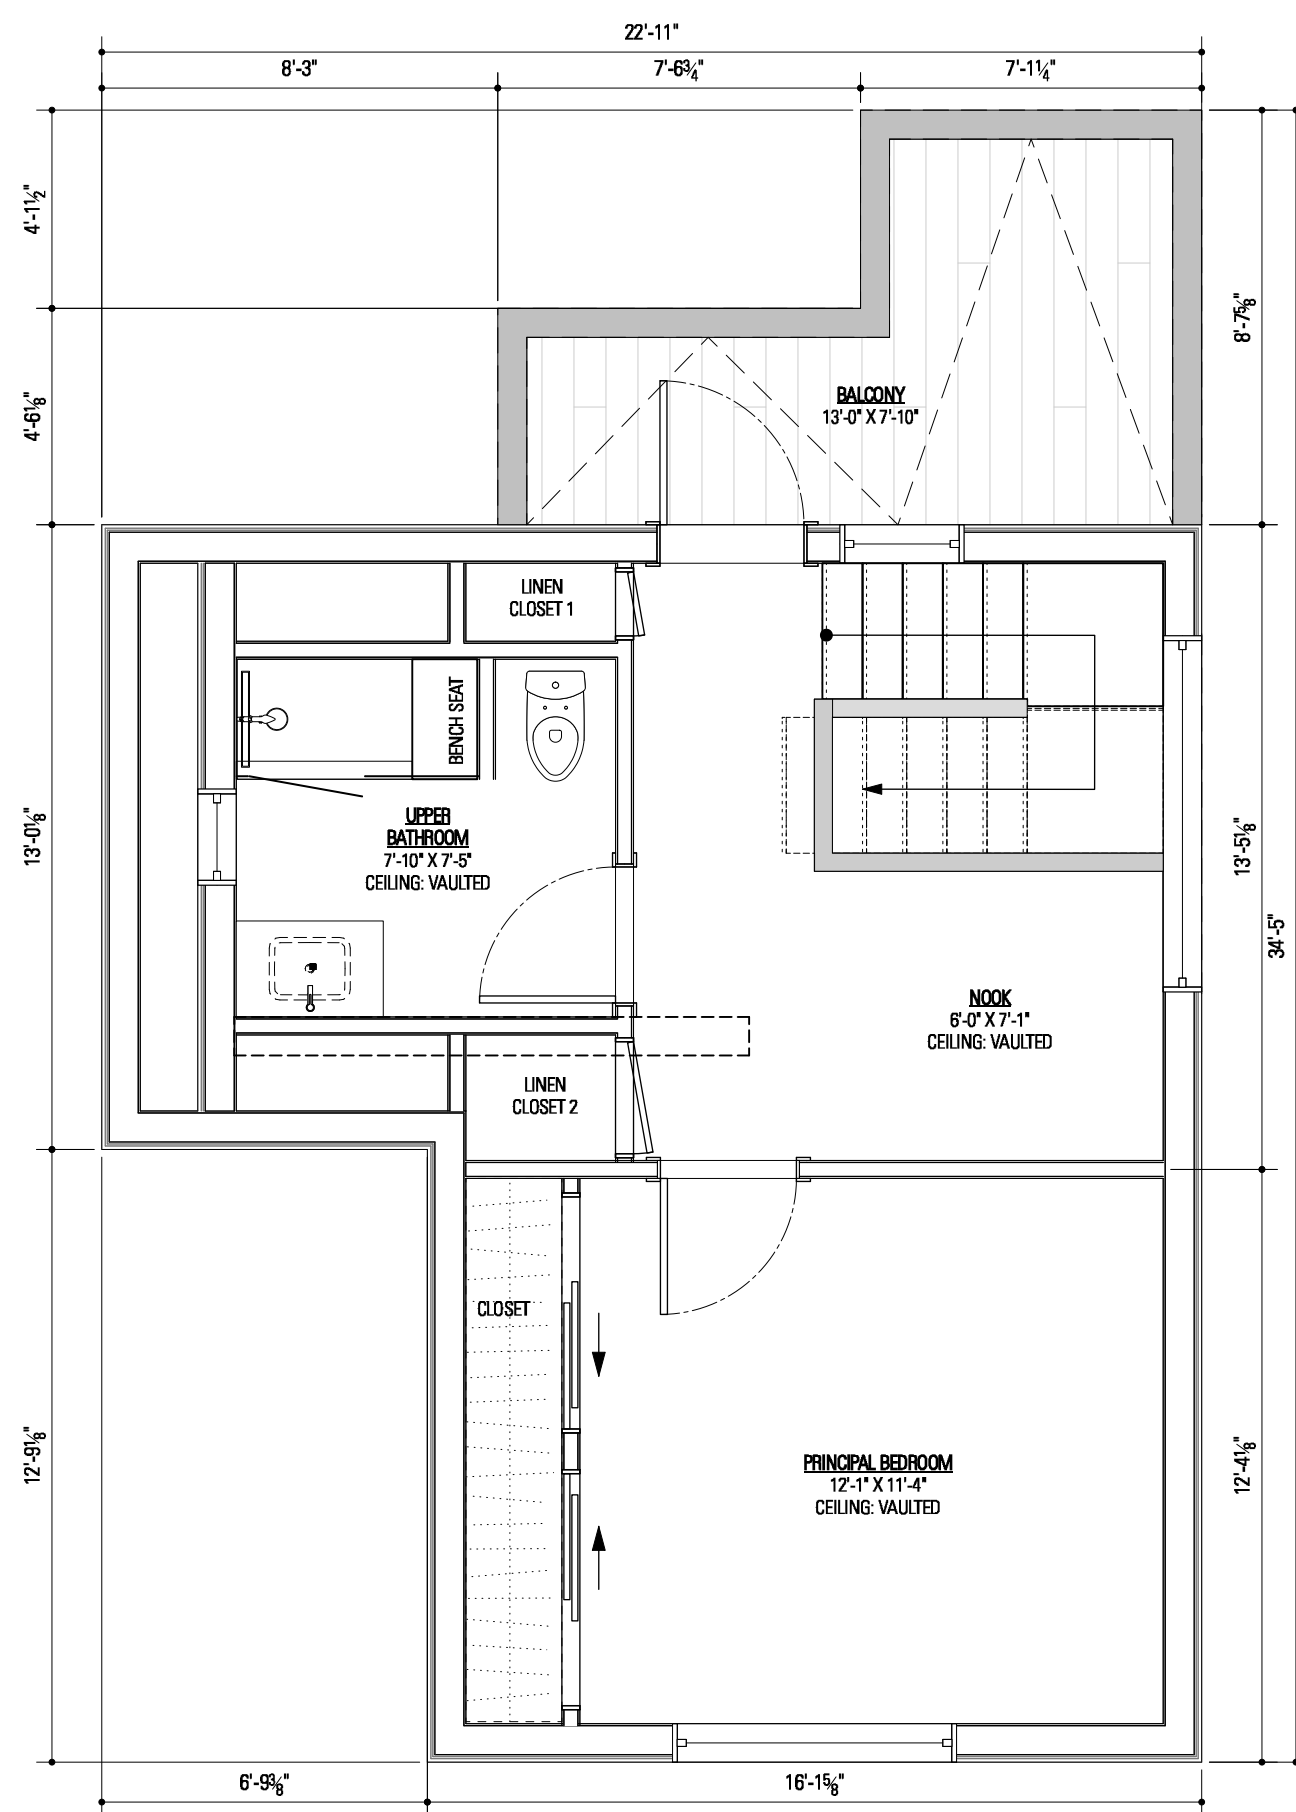 22'-11"
8'-3"
7'-6¾"
7'-1¼"
4'-11½"
8'-7⅝"
4'-6⅛"
BALCONY
13'-0" X 7'-10"
LINEN
CLOSET 1
BENCH SEAT
UPPER
BATHROOM
7'-10" X 7'-5"
CEILING: VAULTED
13'-0⅛"
13'-5⅛"
34'-5"
NOOK
6'-0" X 7'-1"
CEILING: VAULTED
LINEN
CLOSET 2
CLOSET
PRINCIPAL BEDROOM
12'-1" X 11'-4"
CEILING: VAULTED
12'-9⅛"
12'-4⅛"
6'-9⅜"
16'-1⅝"